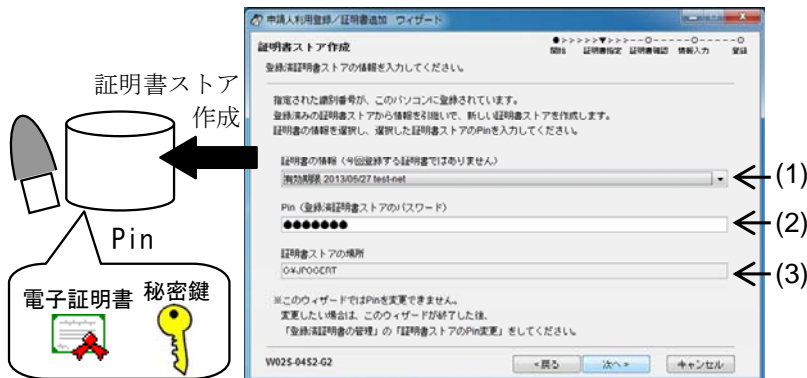 申請人利用登録／証明書追加 ウィザード
証明書ストア作成
●>>>>>▼>>>--○-----○-----○
開始 証明書指定 証明書確認 情報入力 登録
登録済証明書ストアの情報を入力してください。
指定された識別番号が、このパソコンに登録されています。
登録済みの証明書ストアから情報を引継いで、新しい証明書ストアを作成します。
証明書の情報を選択し、選択した証明書ストアのPinを入力してください。
証明書の情報（今回登録する証明書ではありません）
有効期限 2013/05/27 test-net
(1)
Pin（登録済証明書ストアのパスワード）
●●●●●●●
(2)
証明書ストアの場所
C:¥JPOCERT
(3)
※このウィザードではPinを変更できません。
変更したい場合は、このウィザードが終了した後、
「登録済証明書の管理」の「証明書ストアのPin変更」をしてください。
W025-0452-G2
<戻る
次へ>
キャンセル
証明書ストア
作成
Pin
電子証明書
秘密鍵